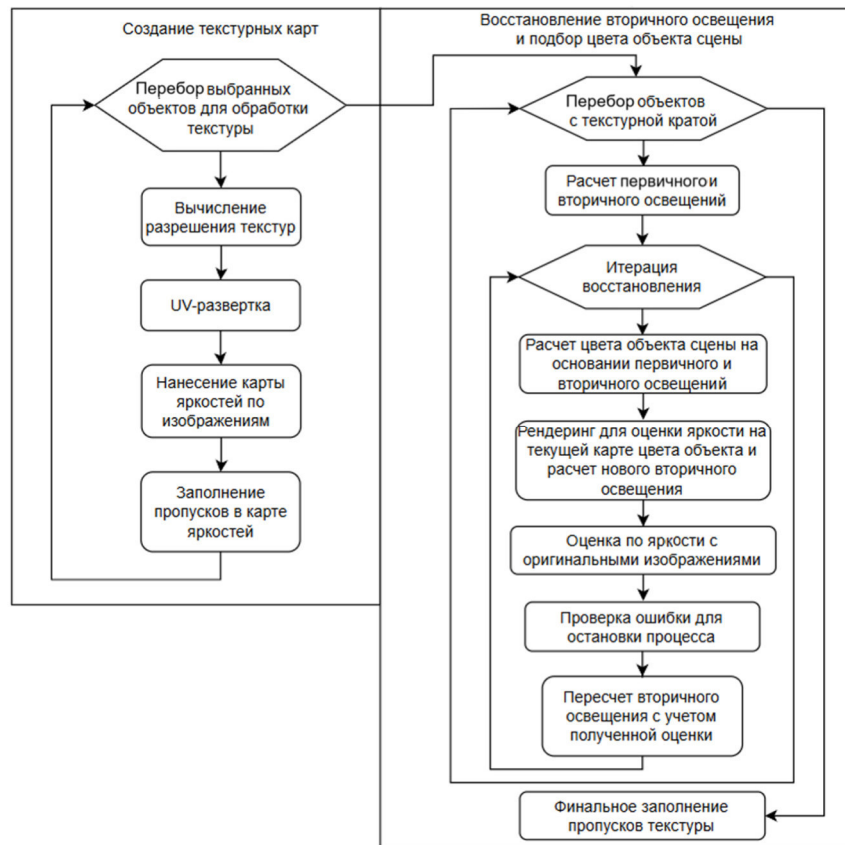 Создание текстурных карт
Перебор выбранных
объектов для обработки
текстуры
Вычисление
разрешения текстур
UV-развертка
Нанесение карты
яркостей по
изображениям
Заполнение
пропусков в карте
яркостей
Восстановление вторичного освещения
и подбор цвета объекта сцены
Перебор объектов
с текстурной кратой
Расчет первичного и
вторичного освещений
Итерация
восстановления
Расчет цвета объекта сцены на
основании первичного и
вторичного освещений
Рендеринг для оценки яркости на
текущей карте цвета объекта и
расчет нового вторичного
освещения
Оценка по яркости с
оригинальными изображениями
Проверка ошибки для
остановки процесса
Пересчет вторичного
освещения с учетом
полученной оценки
Финальное заполнение
пропусков текстуры